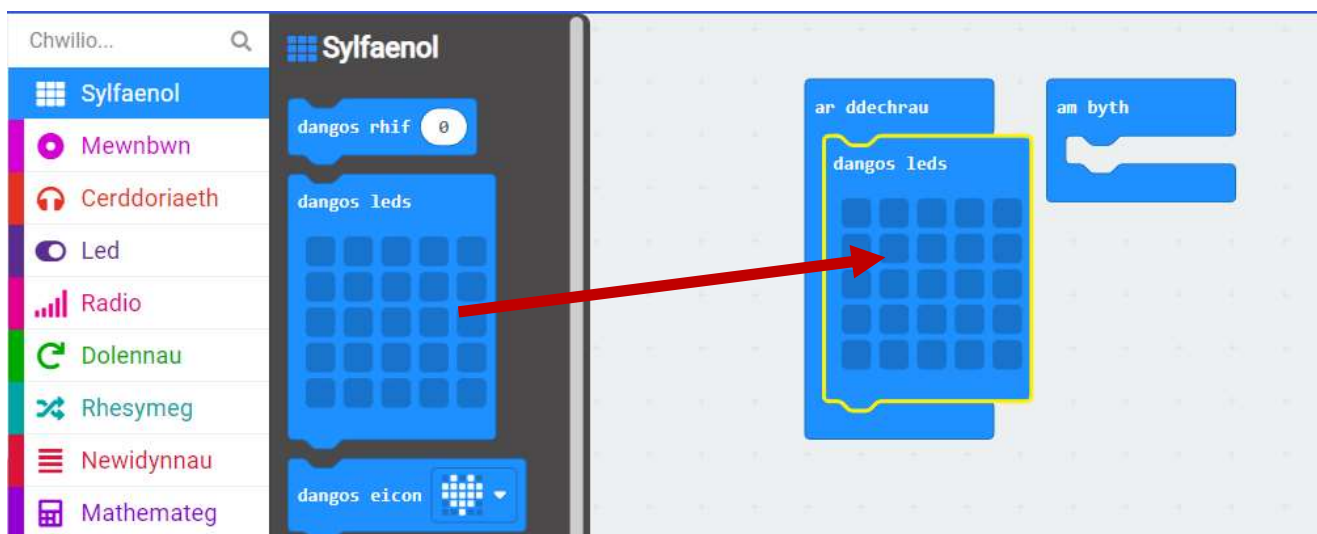 Chwilio...
Sylfaenol
Mewnbwn
Cerddoriaeth
Led
Radio
Dolennau
Rhesymeg
Newidynnau
Mathemateg
Sylfaenol
dangos rhif 0
dangos leds
dangos eicon
ar ddechrau
dangos leds
am byth